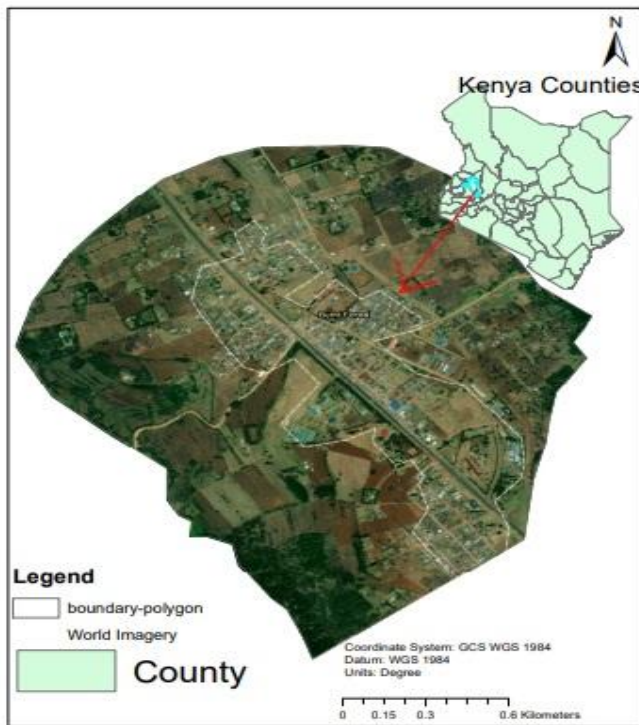 N
Kenya Counties
Legend
boundary-polygon
World Imagery
County
Coordinate System: GCS WGS 1984
Datum: WGS 1984
Units: Degree
0 0.15 0.3 0.6 Kilometers